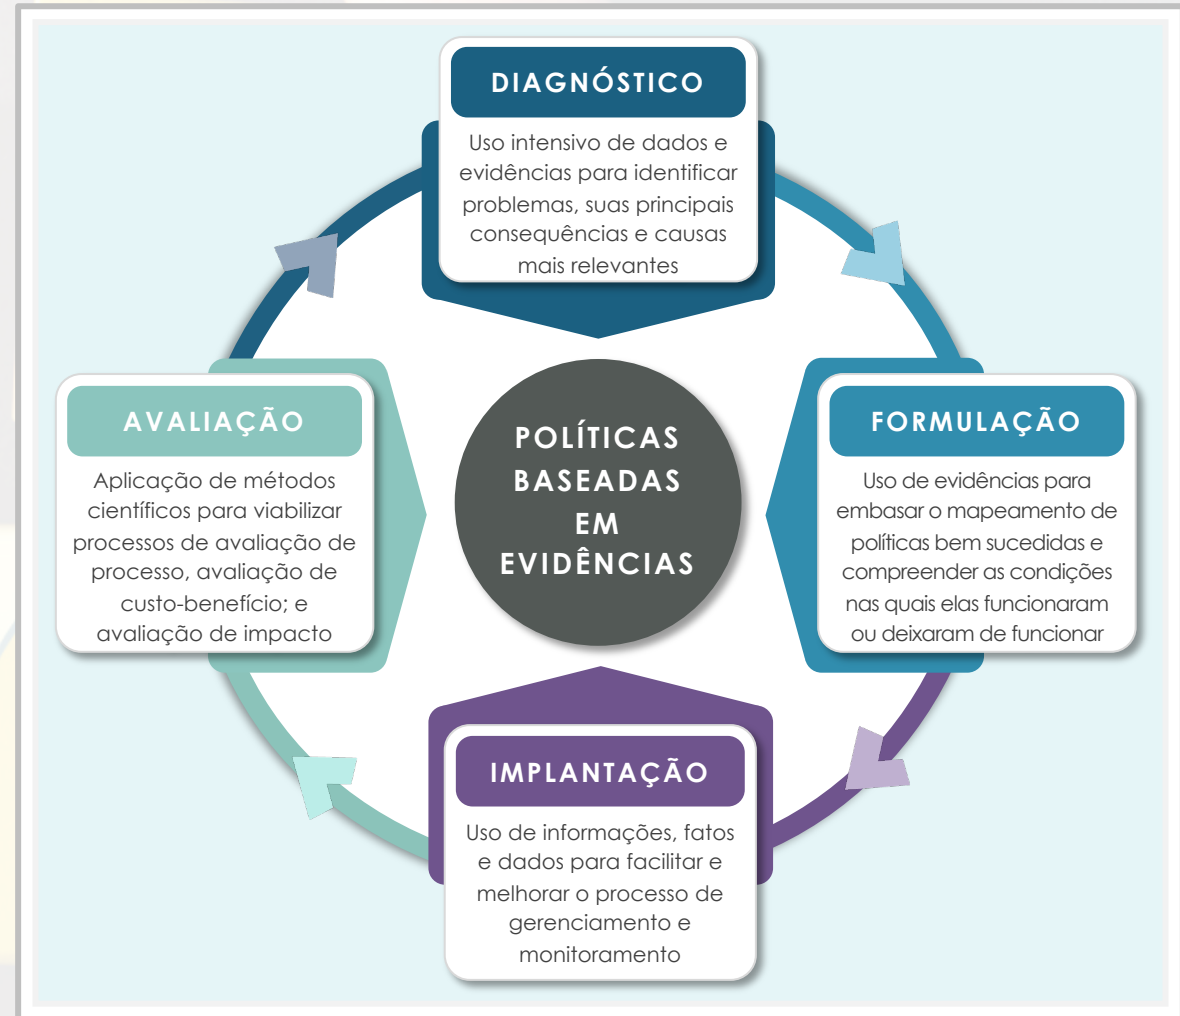 DIAGNÓSTICO
Uso intensivo de dados e
evidências para identificar
problemas, suas principais
consequências e causas
mais relevantes
AVALIAÇÃO
Aplicação de métodos
científicos para viabilizar
processos de avaliação de
processo, avaliação de
custo-benefício; e
avaliação de impacto
POLÍTICAS
BASEADAS
EM
EVIDÊNCIAS
FORMULAÇÃO
Uso de evidências para
embasar o mapeamento de
políticas bem sucedidas e
compreender as condições
nas quais elas funcionaram
ou deixaram de funcionar
IMPLANTAÇÃO
Uso de informações, fatos
e dados para facilitar e
melhorar o processo de
gerenciamento e
monitoramento